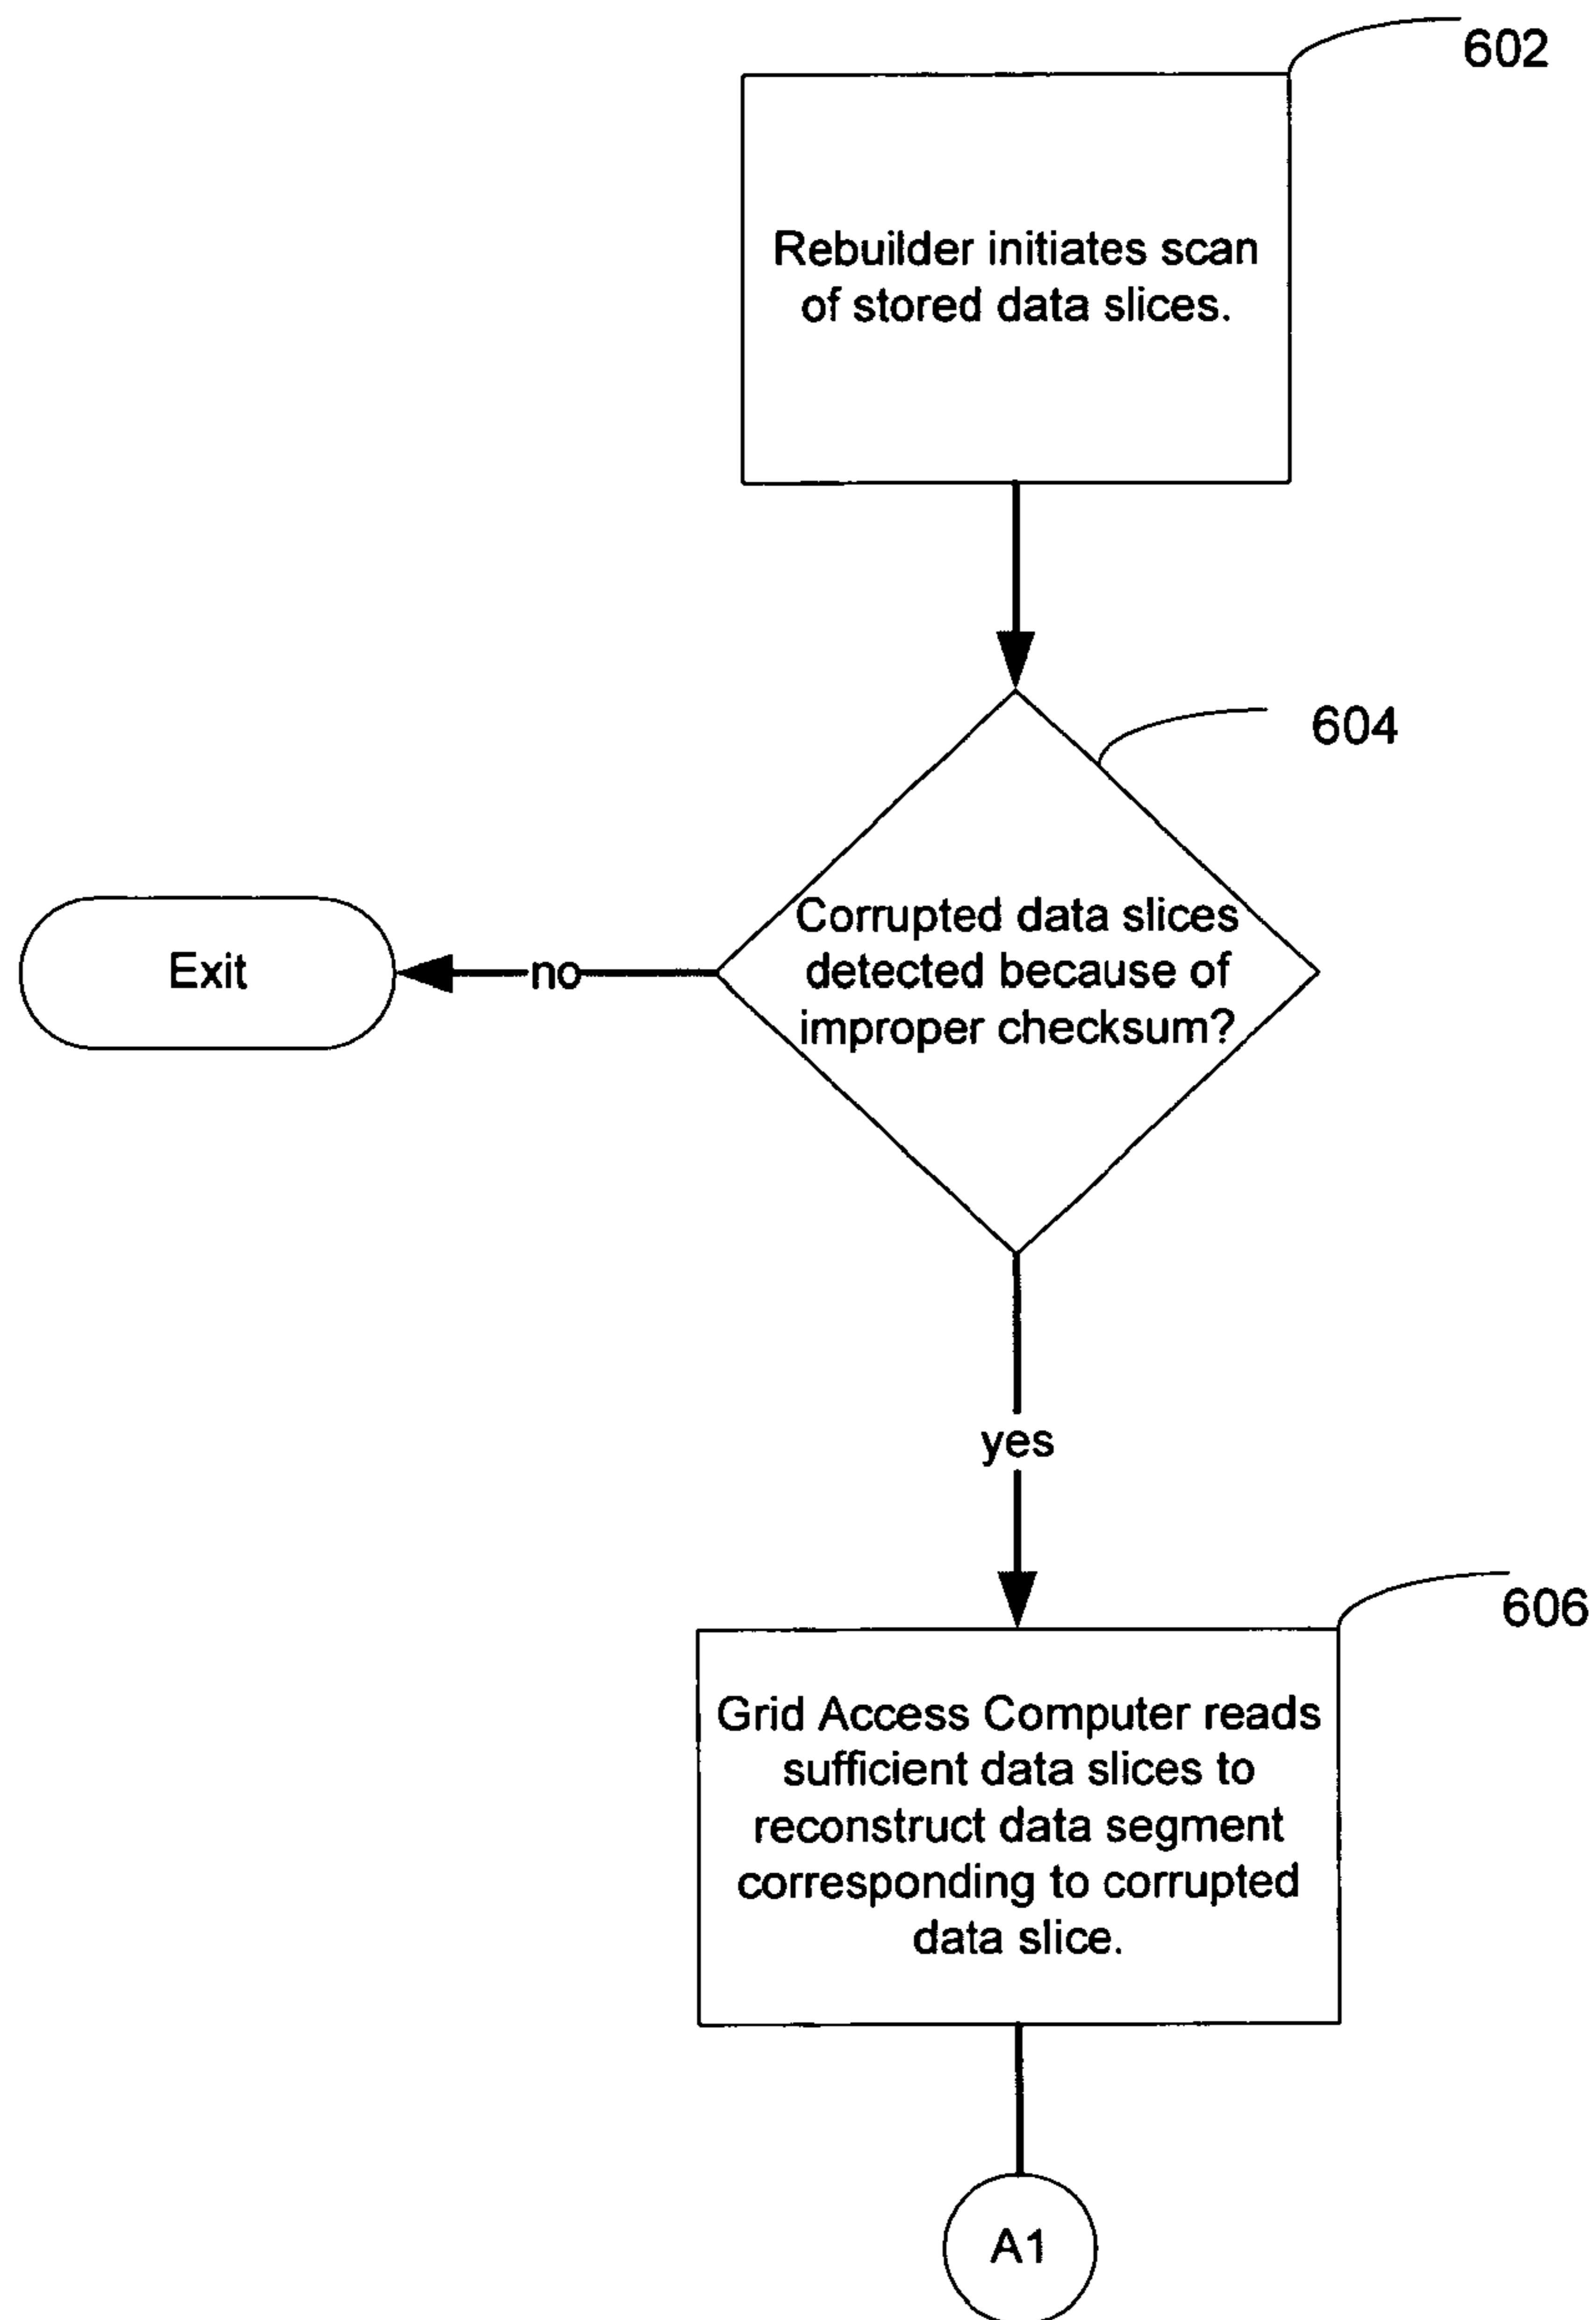 602
Rebuilder initiates scan
of stored data slices.
604
Corrupted data slices
detected because of
improper checksum?
no
Exit
yes
606
Grid Access Computer reads
sufficient data slices to
reconstruct data segment
corresponding to corrupted
data slice.
A1